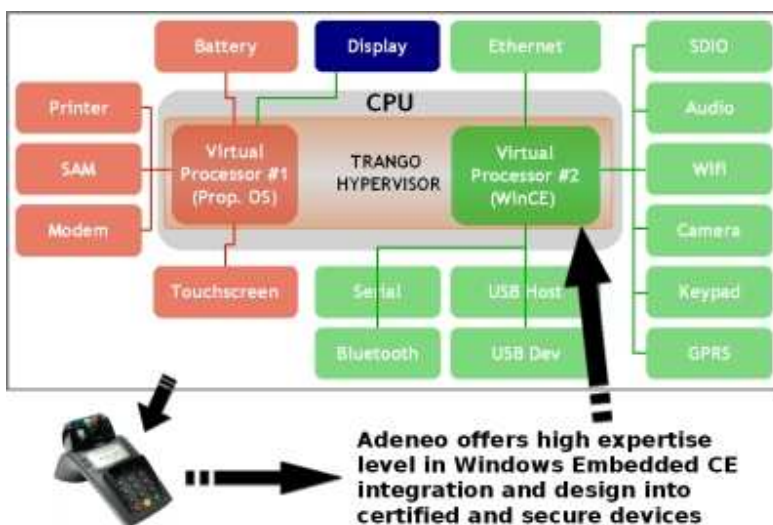 Battery
Display
Ethernet
SDIO
Printer
CPU
Audio
SAM
Virtual
Processor #1
(Prop. OS)
TRANGO
HYPERVISOR
Virtual
Processor #2
(WinCE)
Wifi
Modem
Camera
Touchscreen
Serial
USB Host
Keypad
Bluetooth
USB Dev
GPRS
Adeneo offers high expertise
level in Windows Embedded CE
integration and design into
certified and secure devices